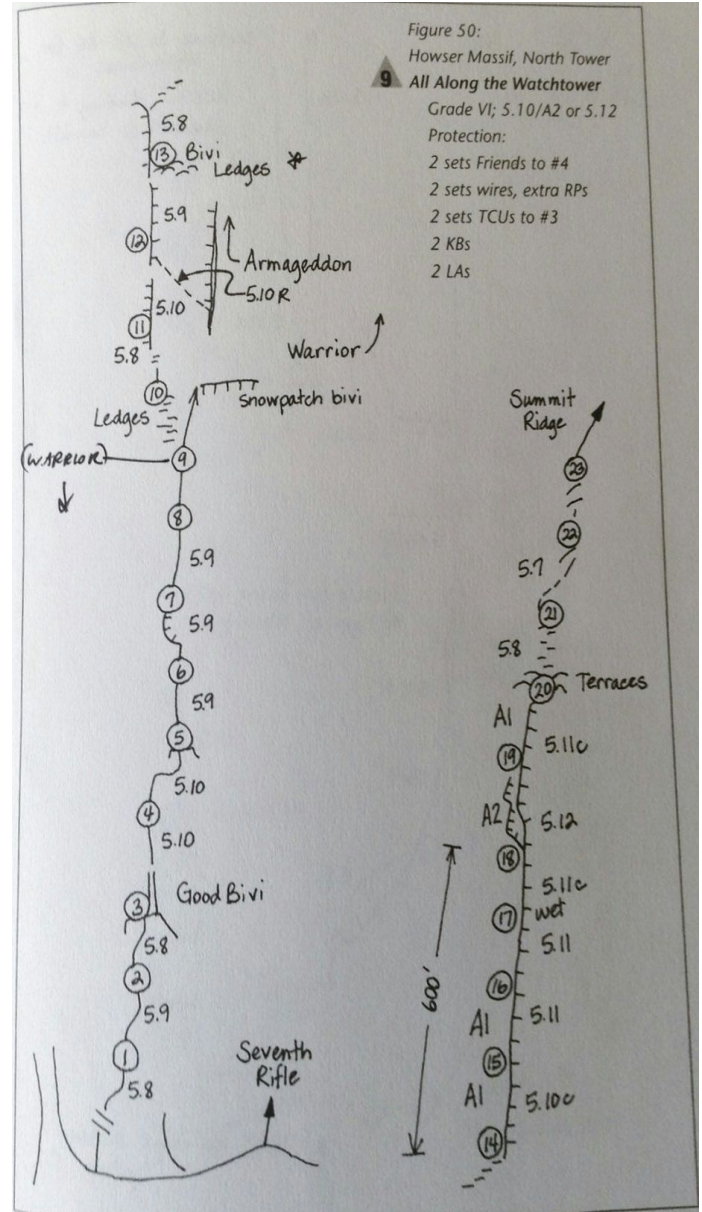 Figure 50:
Howser Massif, North Tower
9 All Along the Watchtower
Grade VI; 5.10/A2 or 5.12
Protection:
2 sets Friends to #4
2 sets wires, extra RPs
2 sets TCUs to #3
2 KBs
2 LAs
5.8
13 Bivi
Ledges *
5.9
12
Armageddon
5.10 R
5.10
11
5.8
Warrior
10
Snowpatch bivi
Ledges
(WARRIOR)
9
8
5.9
7
5.9
6
5.9
5
5.10
4
5.10
Good Bivi
3
5.8
2
5.9
1
5.8
Seventh
Rifle
Summit
Ridge
23
22
5.7
21
5.8
20 Terraces
A1
5.11c
19
A2
5.12
18
5.11c
17 wet
5.11
16
600'
5.11
A1
15
A1
5.10c
14